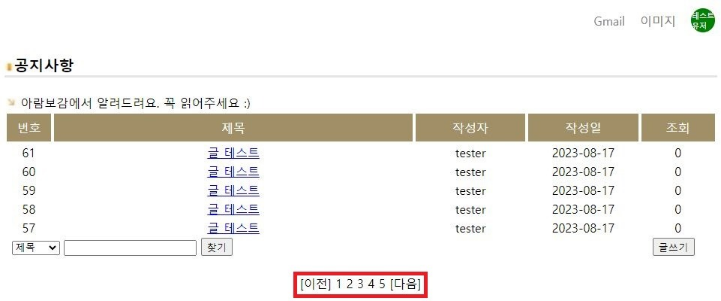 Gmail 이미지 테스트 유저
공지사항
아람보감에서 알려드려요. 꼭 읽어주세요 :)
번호 제목 작성자 작성일 조회
61 글 테스트 tester 2023-08-17 0
60 글 테스트 tester 2023-08-17 0
59 글 테스트 tester 2023-08-17 0
58 글 테스트 tester 2023-08-17 0
57 글 테스트 tester 2023-08-17 0
제목 찾기 글쓰기
[이전] 1 2 3 4 5 [다음]